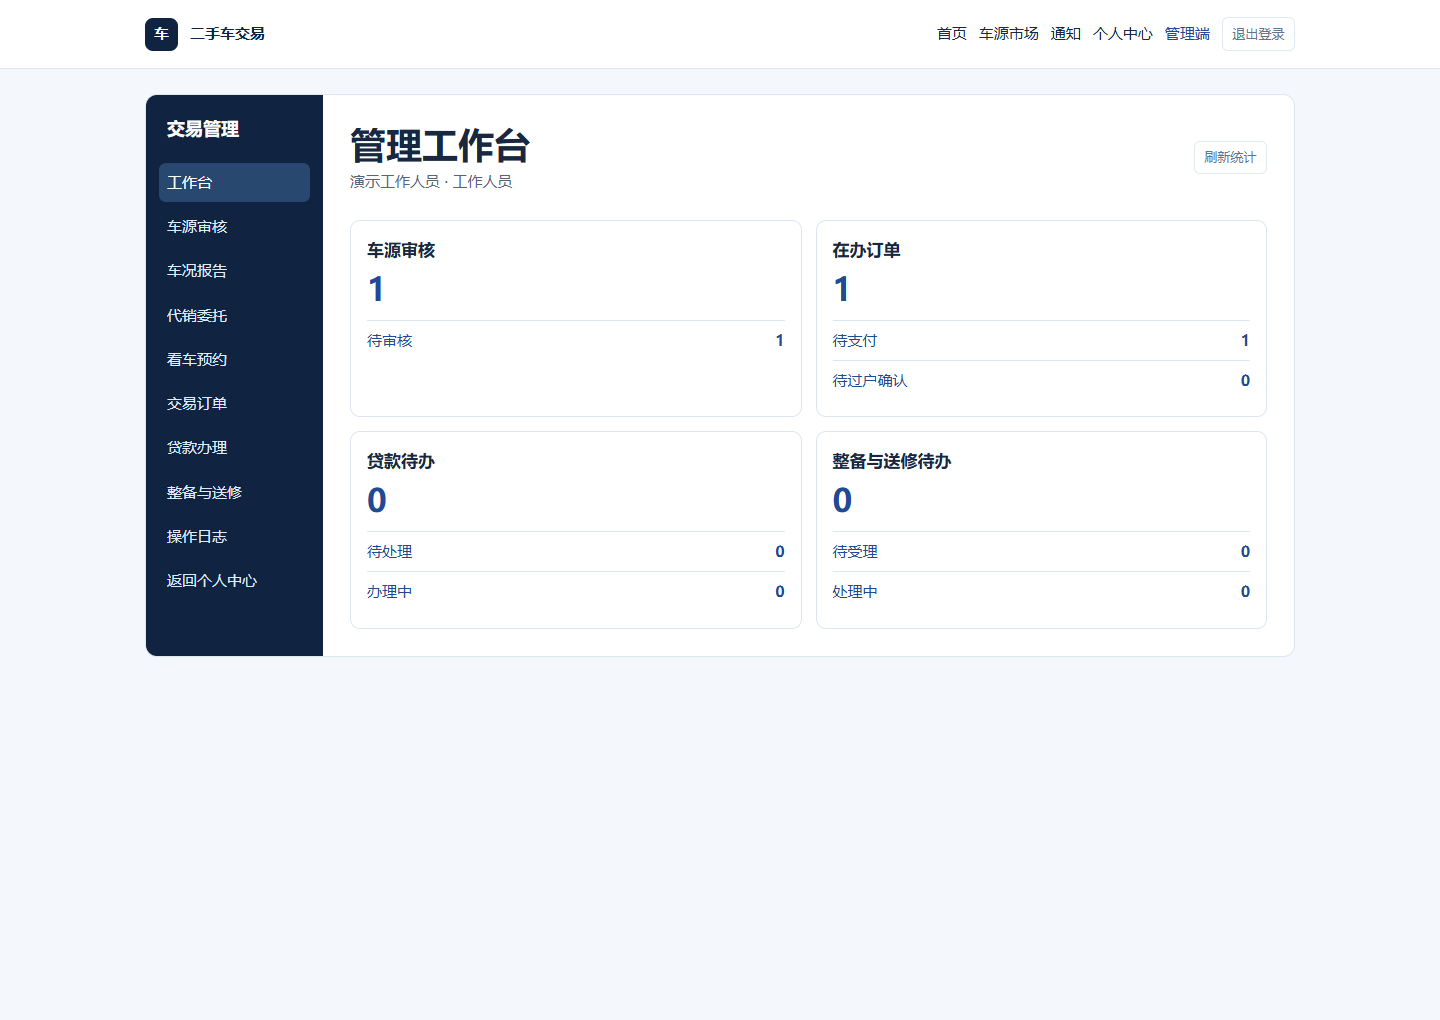 车 二手车交易 首页 车源市场 通知 个人中心 管理端 退出登录
交易管理
工作台
车源审核
车况报告
代销委托
看车预约
交易订单
贷款办理
整备与送修
操作日志
返回个人中心
管理工作台
演示工作人员 · 工作人员
刷新统计
车源审核
1
待审核 1
在办订单
1
待支付 1
待过户确认 0
贷款待办
0
待处理 0
办理中 0
整备与送修待办
0
待受理 0
处理中 0